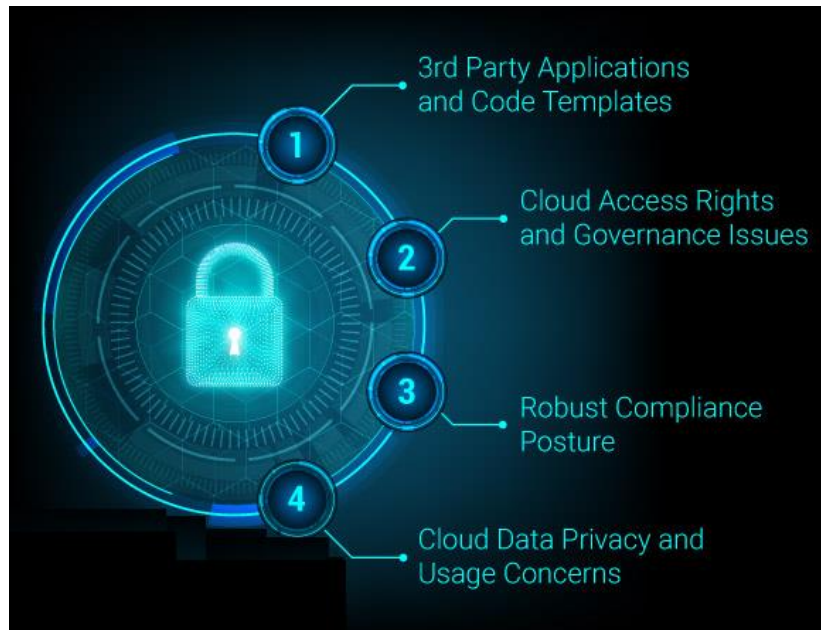 1
3rd Party Applications
and Code Templates
2
Cloud Access Rights
and Governance Issues
3
Robust Compliance
Posture
4
Cloud Data Privacy and
Usage Concerns